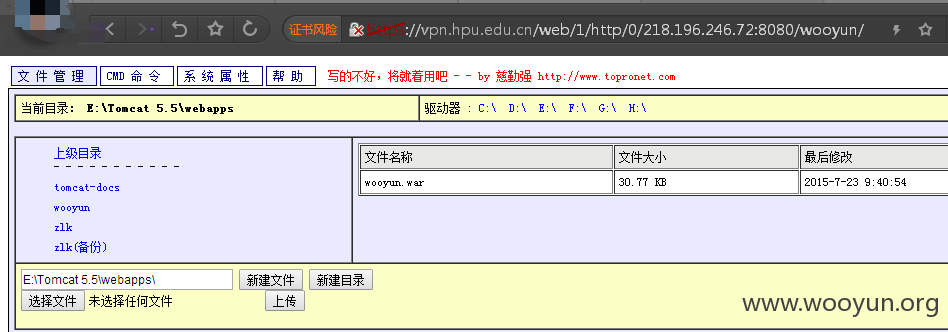 证书风险 https://vpn.hpu.edu.cn/web/1/http/0/218.196.246.72:8080/wooyun/
文件管理 CMD命令 系统属性 帮助 写的不好，将就着用吧 - - by 慈勤强 http://www.topronet.com
当前目录: E:\Tomcat 5.5\webapps 驱动器 : C:\ D:\ E:\ F:\ G:\ H:\
上级目录
- - - - - - - - - - - -
tomcat-docs
wooyun
zlk
zlk(备份)
文件名称 文件大小 最后修改
wooyun.war 30.77 KB 2015-7-23 9:40:54
E:\Tomcat 5.5\webapps\ 新建文件 新建目录
选择文件 未选择任何文件 上传
www.wooyun.org